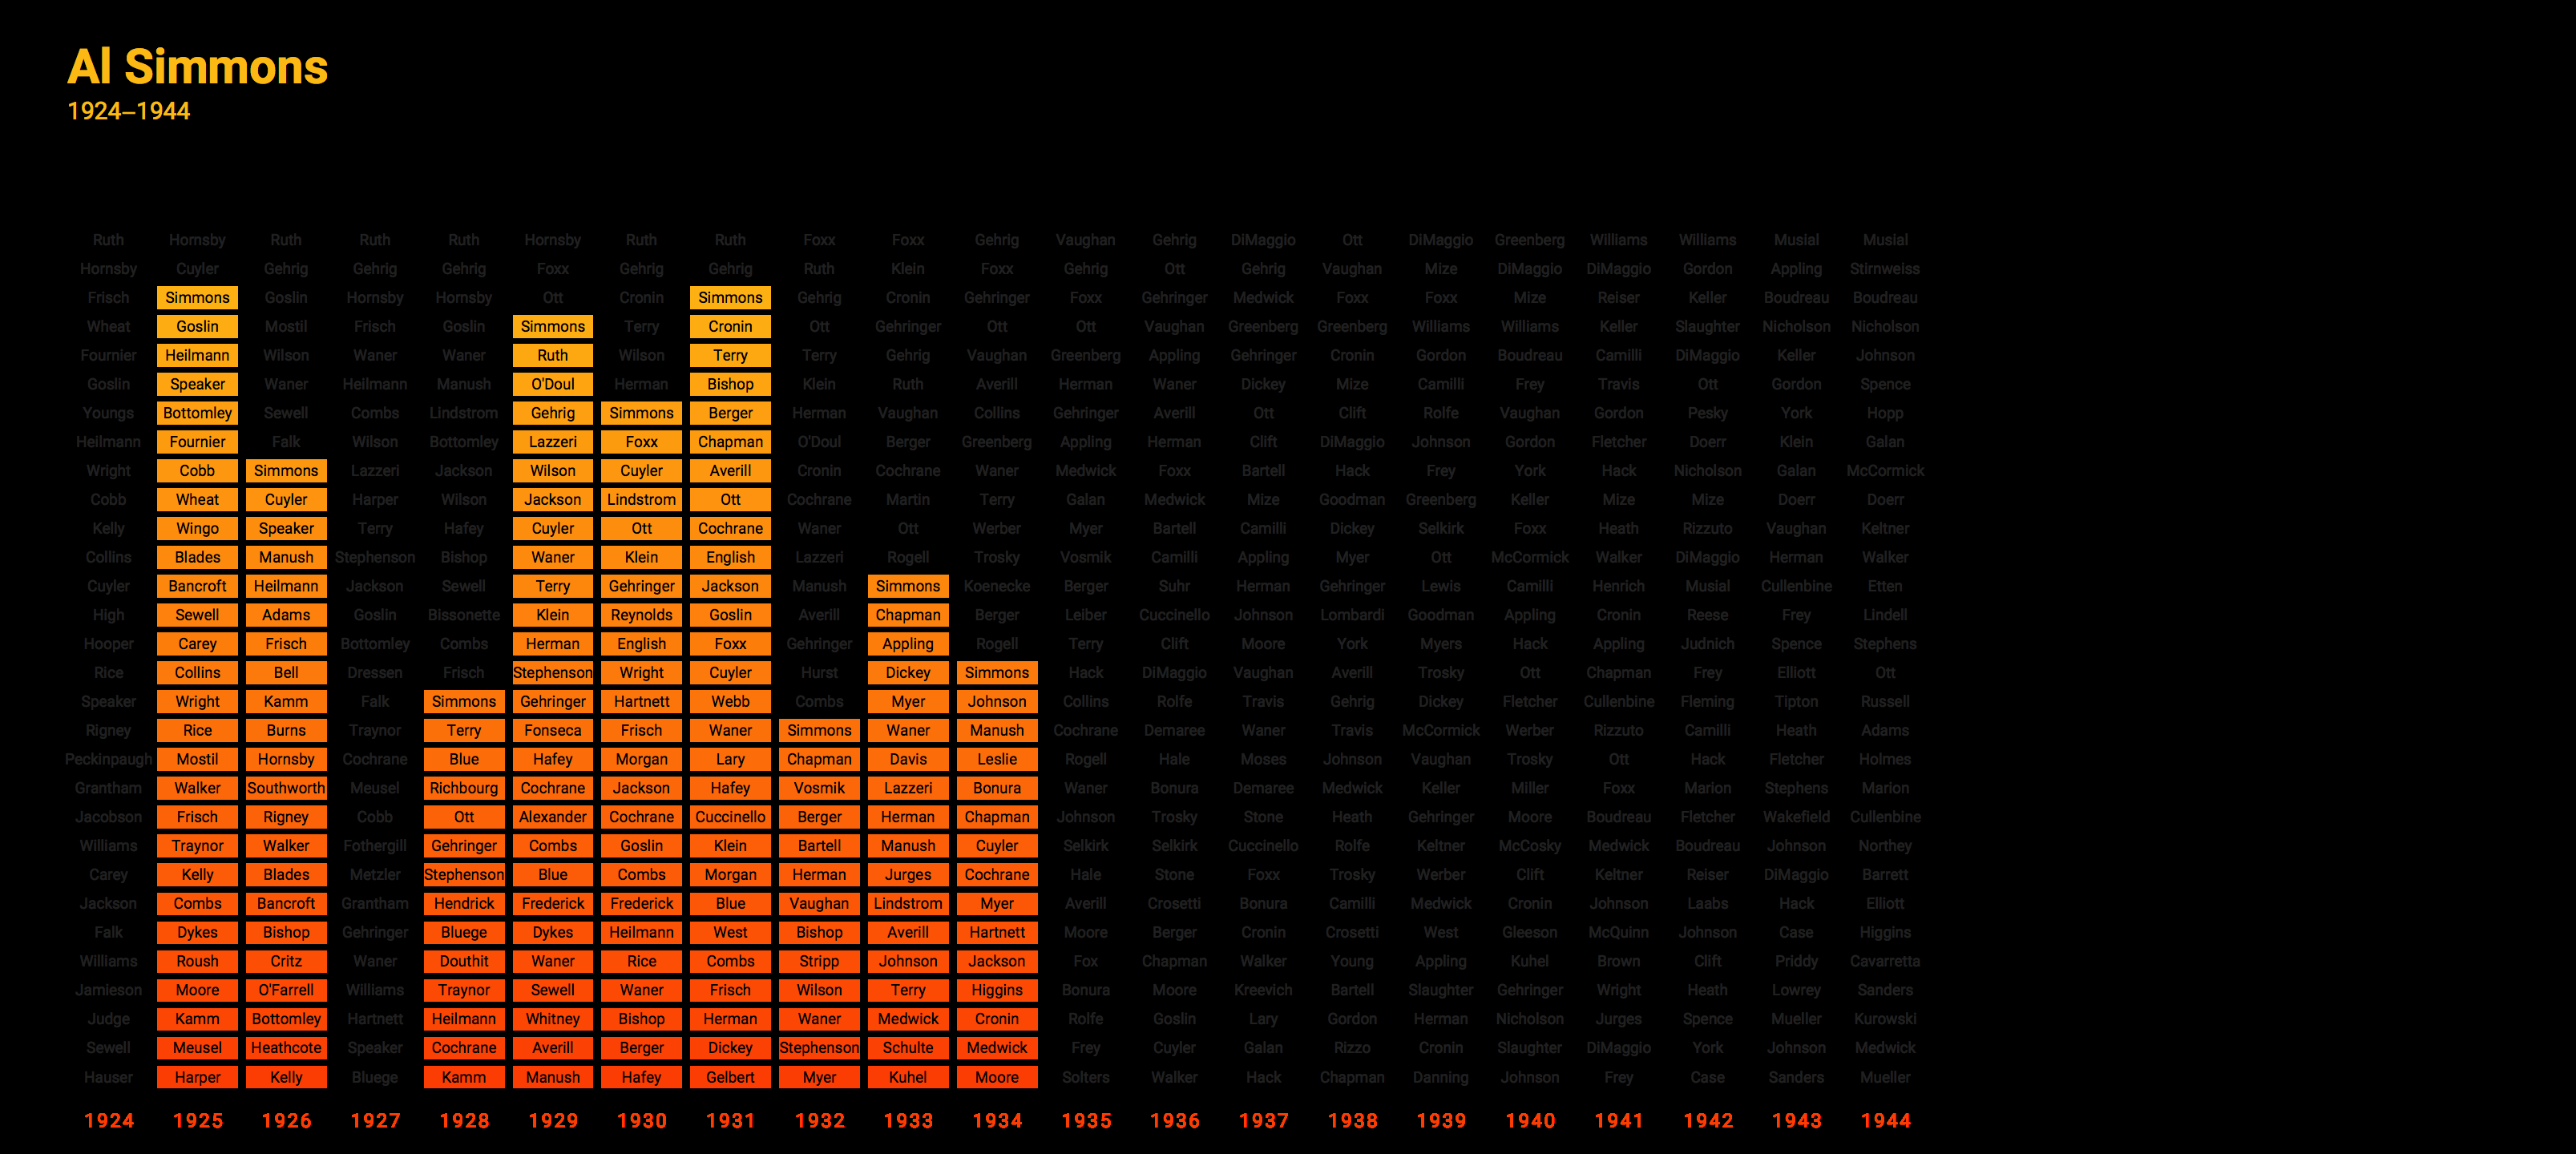 Al Simmons
1924–1944
Ruth Hornsby Ruth Ruth Ruth Hornsby Ruth Ruth Foxx Foxx Gehrig Vaughan Gehrig DiMaggio Ott DiMaggio Greenberg Williams Williams Musial Musial
Hornsby Cuyler Gehrig Gehrig Gehrig Foxx Gehrig Gehrig Ruth Klein Foxx Gehrig Ott Gehrig Vaughan Mize DiMaggio DiMaggio Gordon Appling Stirnweiss
Frisch Simmons Goslin Hornsby Hornsby Ott Cronin Simmons Gehrig Cronin Gehringer Foxx Gehringer Medwick Foxx Foxx Mize Reiser Keller Boudreau Boudreau
Wheat Goslin Mostil Frisch Goslin Simmons Terry Cronin Ott Gehringer Ott Ott Vaughan Greenberg Greenberg Williams Williams Keller Slaughter Nicholson Nicholson
Fournier Heilmann Wilson Waner Waner Ruth Wilson Terry Terry Gehrig Vaughan Greenberg Appling Gehringer Cronin Gordon Boudreau Camilli DiMaggio Keller Johnson
Goslin Speaker Waner Heilmann Manush O'Doul Herman Bishop Klein Ruth Averill Herman Waner Dickey Mize Camilli Frey Travis Ott Gordon Spence
Youngs Bottomley Sewell Combs Lindstrom Gehrig Simmons Berger Herman Vaughan Collins Gehringer Averill Ott Clift Rolfe Vaughan Gordon Pesky York Hopp
Heilmann Fournier Falk Wilson Bottomley Lazzeri Foxx Chapman O'Doul Berger Greenberg Appling Herman Clift DiMaggio Johnson Gordon Fletcher Doerr Klein Galan
Wright Cobb Simmons Lazzeri Jackson Wilson Cuyler Averill Cronin Cochrane Waner Medwick Foxx Bartell Hack Frey York Hack Nicholson Galan McCormick
Cobb Wheat Cuyler Harper Wilson Jackson Lindstrom Ott Cochrane Martin Terry Galan Medwick Mize Goodman Greenberg Keller Mize Mize Doerr Doerr
Kelly Wingo Speaker Terry Hafey Cuyler Ott Cochrane Waner Ott Werber Myer Bartell Camilli Dickey Selkirk Foxx Heath Rizzuto Vaughan Keltner
Collins Blades Manush Stephenson Bishop Waner Klein English Lazzeri Rogell Trosky Vosmik Camilli Appling Myer Ott McCormick Walker DiMaggio Herman Walker
Cuyler Bancroft Heilmann Jackson Sewell Terry Gehringer Jackson Manush Simmons Koenecke Berger Suhr Herman Gehringer Lewis Camilli Henrich Musial Cullenbine Etten
High Sewell Adams Goslin Bissonette Klein Reynolds Goslin Averill Chapman Berger Leiber Cuccinello Johnson Lombardi Goodman Appling Cronin Reese Frey Lindell
Hooper Carey Frisch Bottomley Combs Herman English Foxx Gehringer Appling Rogell Terry Clift Moore York Myers Hack Appling Judnich Spence Stephens
Rice Collins Bell Dressen Frisch Stephenson Wright Cuyler Hurst Dickey Simmons Hack DiMaggio Vaughan Averill Trosky Ott Chapman Frey Elliott Ott
Speaker Wright Kamm Falk Simmons Gehringer Hartnett Webb Combs Myer Johnson Collins Rolfe Travis Gehrig Dickey Fletcher Cullenbine Fleming Tipton Russell
Rigney Rice Burns Traynor Terry Fonseca Frisch Waner Simmons Waner Manush Cochrane Demaree Waner Travis McCormick Werber Rizzuto Camilli Heath Adams
Peckinpaugh Mostil Hornsby Cochrane Blue Hafey Morgan Lary Chapman Davis Leslie Rogell Hale Moses Johnson Vaughan Trosky Ott Hack Fletcher Holmes
Grantham Walker Southworth Meusel Richbourg Cochrane Jackson Hafey Vosmik Lazzeri Bonura Waner Bonura Demaree Medwick Keller Miller Foxx Marion Stephens Marion
Jacobson Frisch Rigney Cobb Ott Alexander Cochrane Cuccinello Berger Herman Chapman Johnson Trosky Stone Heath Gehringer Moore Boudreau Fletcher Wakefield Cullenbine
Williams Traynor Walker Fothergill Gehringer Combs Goslin Klein Bartell Manush Cuyler Selkirk Selkirk Cuccinello Rolfe Keltner McCosky Medwick Boudreau Johnson Northey
Carey Kelly Blades Metzler Stephenson Blue Combs Morgan Herman Jurges Cochrane Hale Stone Foxx Trosky Werber Clift Keltner Reiser DiMaggio Barrett
Jackson Combs Bancroft Grantham Hendrick Frederick Frederick Blue Vaughan Lindstrom Myer Averill Crosetti Bonura Camilli Medwick Cronin Johnson Laabs Hack Elliott
Falk Dykes Bishop Gehringer Bluege Dykes Heilmann West Bishop Averill Hartnett Moore Berger Cronin Crosetti West Gleeson McQuinn Johnson Case Higgins
Williams Roush Critz Waner Douthit Waner Rice Combs Stripp Johnson Jackson Fox Chapman Walker Young Appling Kuhel Brown Clift Priddy Cavarretta
Jamieson Moore O'Farrell Williams Traynor Sewell Waner Frisch Wilson Terry Higgins Bonura Moore Kreevich Bartell Slaughter Gehringer Wright Heath Lowrey Sanders
Judge Kamm Bottomley Hartnett Heilmann Whitney Bishop Herman Waner Medwick Cronin Rolfe Goslin Lary Gordon Herman Nicholson Jurges Spence Mueller Kurowski
Sewell Meusel Heathcote Speaker Cochrane Averill Berger Dickey Stephenson Schulte Medwick Frey Cuyler Galan Rizzo Cronin Slaughter DiMaggio York Johnson Medwick
Hauser Harper Kelly Bluege Kamm Manush Hafey Gelbert Myer Kuhel Moore Solters Walker Hack Chapman Danning Johnson Frey Case Sanders Mueller
1924 1925 1926 1927 1928 1929 1930 1931 1932 1933 1934 1935 1936 1937 1938 1939 1940 1941 1942 1943 1944